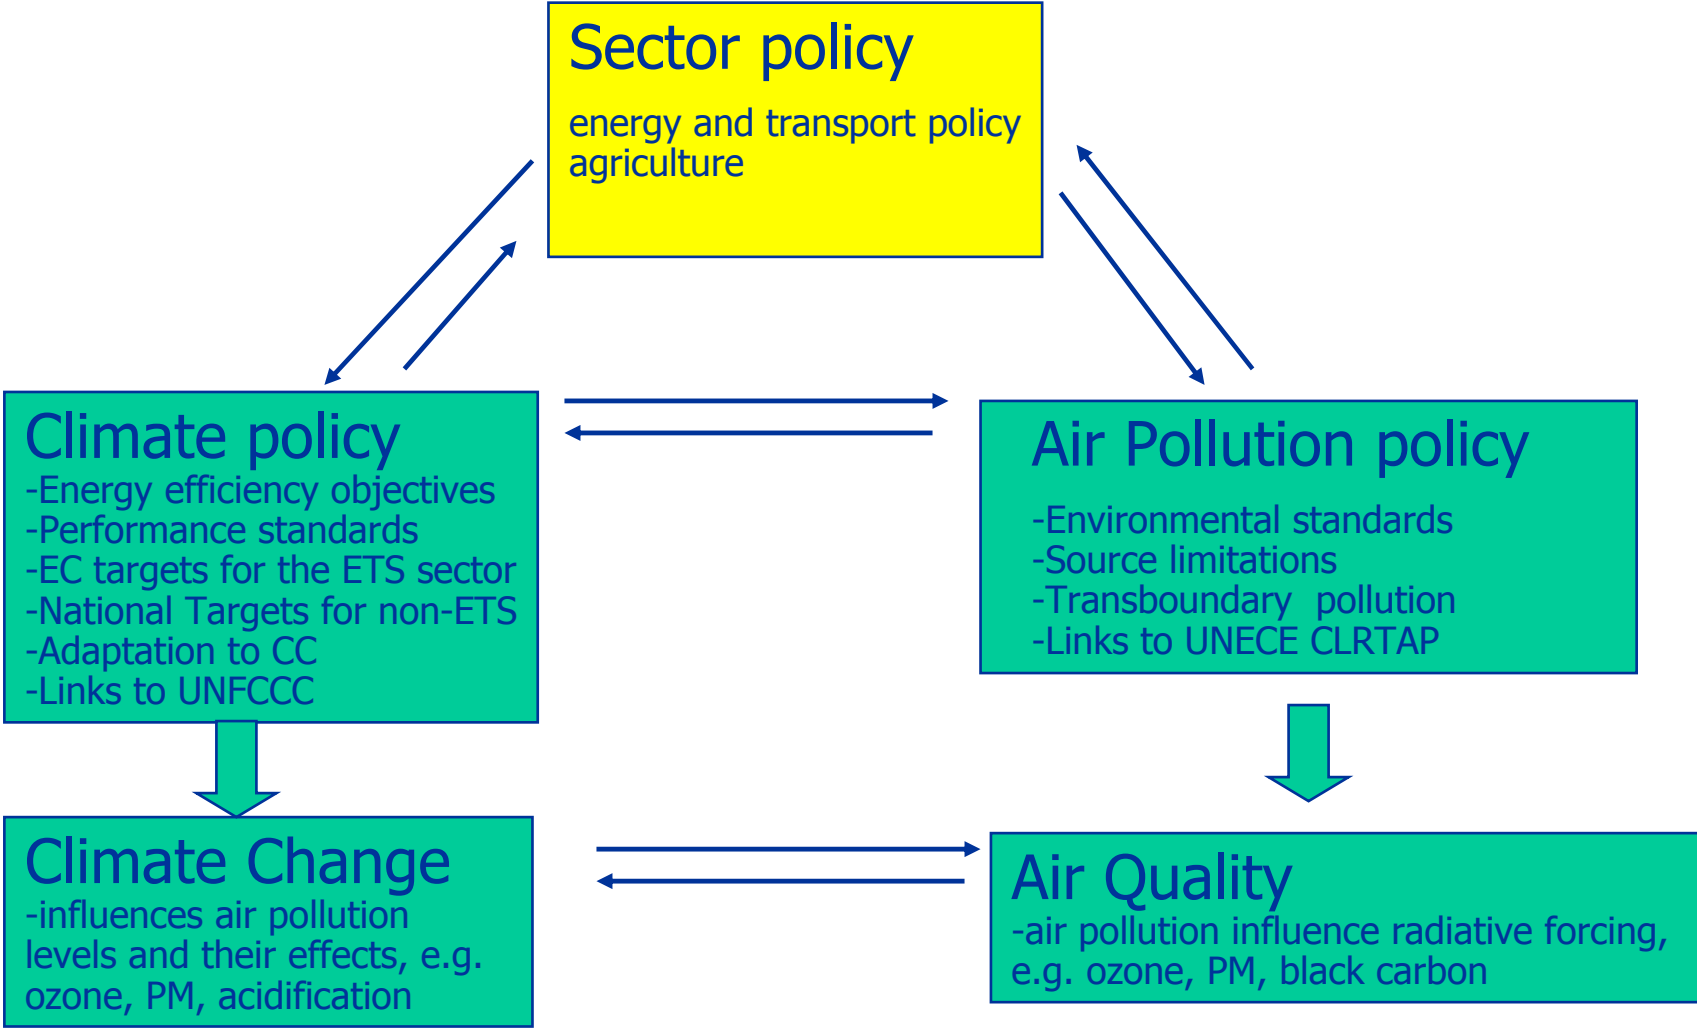 Sector policy
energy and transport policy
agriculture
Climate policy
-Energy efficiency objectives
-Performance standards
-EC targets for the ETS sector
-National Targets for non-ETS
-Adaptation to CC
-Links to UNFCCC
Air Pollution policy
-Environmental standards
-Source limitations
-Transboundary  pollution
-Links to UNECE CLRTAP
Climate Change
-influences air pollution
levels and their effects, e.g.
ozone, PM, acidification
Air Quality
-air pollution influence radiative forcing,
e.g. ozone, PM, black carbon